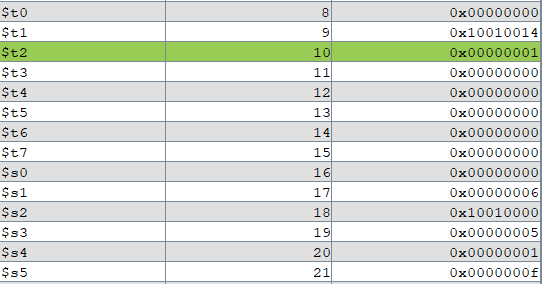 $t0 8 0x00000000
$t1 9 0x10010014
$t2 10 0x00000001
$t3 11 0x00000000
$t4 12 0x00000000
$t5 13 0x00000000
$t6 14 0x00000000
$t7 15 0x00000000
$s0 16 0x00000000
$s1 17 0x00000006
$s2 18 0x10010000
$s3 19 0x00000005
$s4 20 0x00000001
$s5 21 0x0000000f